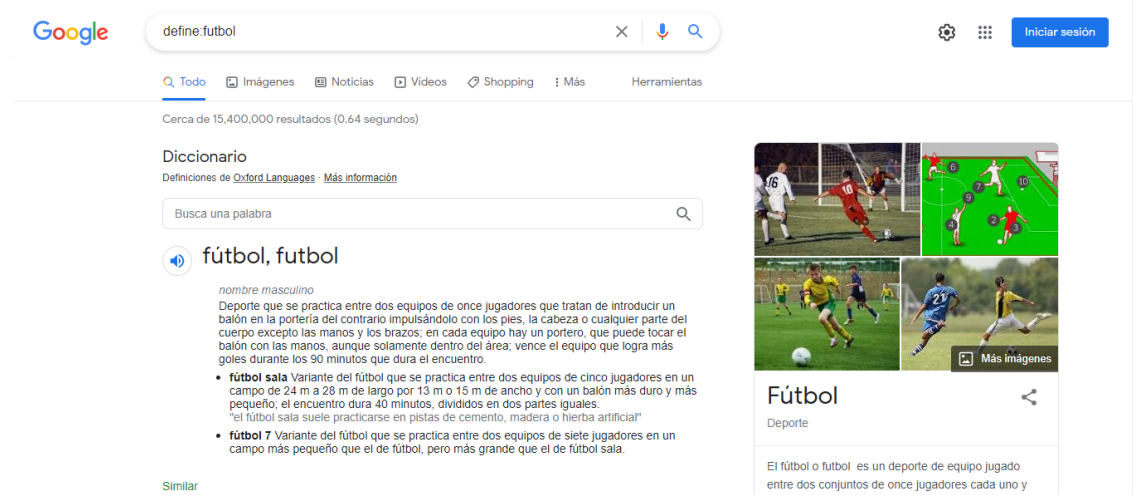 Google
define:futbol
Iniciar sesión
Todo
Imágenes
Noticias
Videos
Shopping
Más
Herramientas
Cerca de 15,400,000 resultados (0.64 segundos)
Diccionario
Definiciones de Oxford Languages · Más información
Busca una palabra
fútbol, futbol
nombre masculino
Deporte que se practica entre dos equipos de once jugadores que tratan de introducir un
balón en la portería del contrario impulsándolo con los pies, la cabeza o cualquier parte del
cuerpo excepto las manos y los brazos; en cada equipo hay un portero, que puede tocar el
balón con las manos, aunque solamente dentro del área; vence el equipo que logra más
goles durante los 90 minutos que dura el encuentro.
• fútbol sala Variante del fútbol que se practica entre dos equipos de cinco jugadores en un
campo de 24 m a 28 m de largo por 13 m o 15 m de ancho y con un balón más duro y más
pequeño; el encuentro dura 40 minutos, divididos en dos partes iguales.
"el fútbol sala suele practicarse en pistas de cemento, madera o hierba artificial"
• fútbol 7 Variante del fútbol que se practica entre dos equipos de siete jugadores en un
campo más pequeño que el de fútbol, pero más grande que el de fútbol sala.
Similar
16
10
6
7
10
9
4
2
3
21
Más imágenes
Fútbol
Deporte
El fútbol o futbol es un deporte de equipo jugado
entre dos conjuntos de once jugadores cada uno y